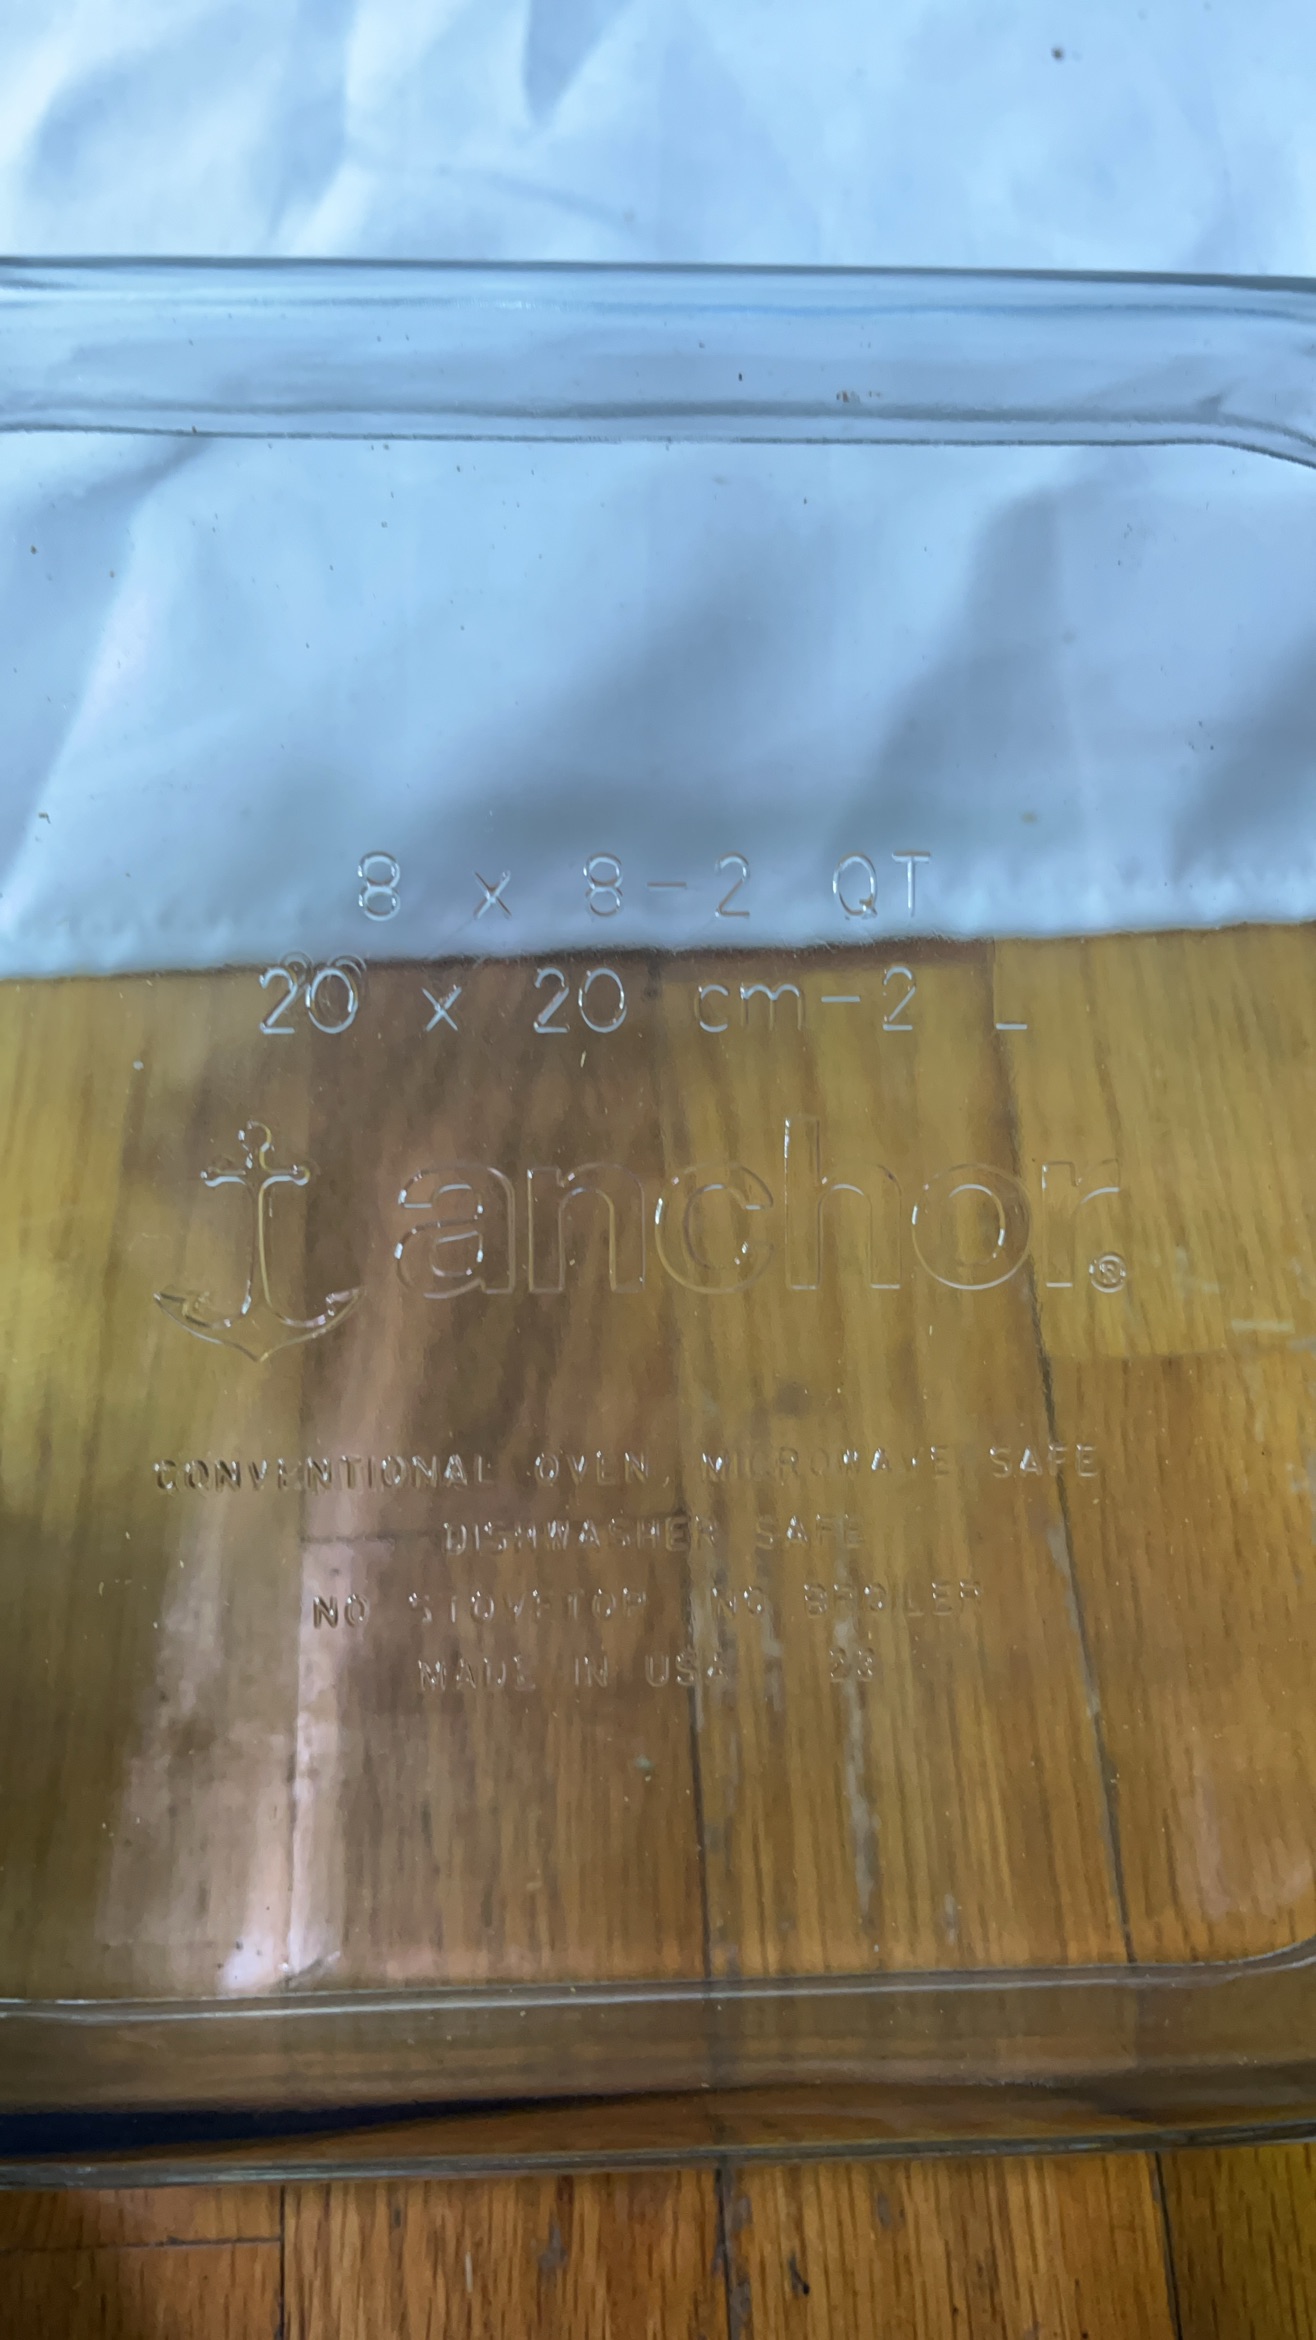 8 x 8-2 QT
20 x 20 cm-2 L
anchor®
CONVENTIONAL OVEN, MICROWAVE SAFE
DISHWASHER SAFE
NO STOVETOP NO BROILER
MADE IN USA